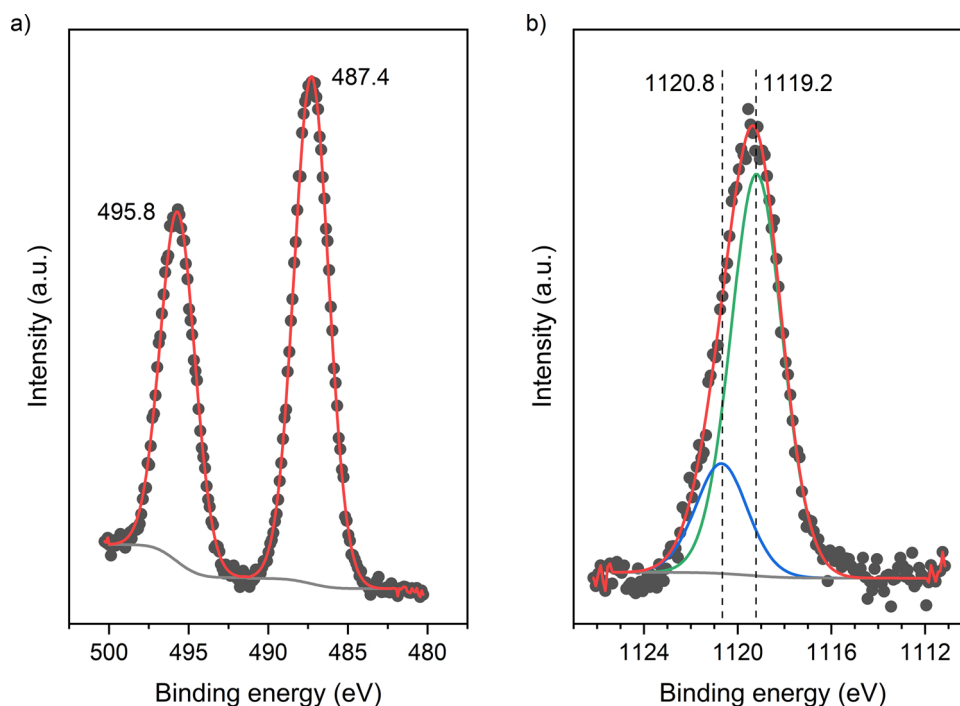 a)
487.4
495.8
Intensity (a.u.)
500 495 490 485 480
Binding energy (eV)
b)
1120.8 1119.2
Intensity (a.u.)
1124 1120 1116 1112
Binding energy (eV)